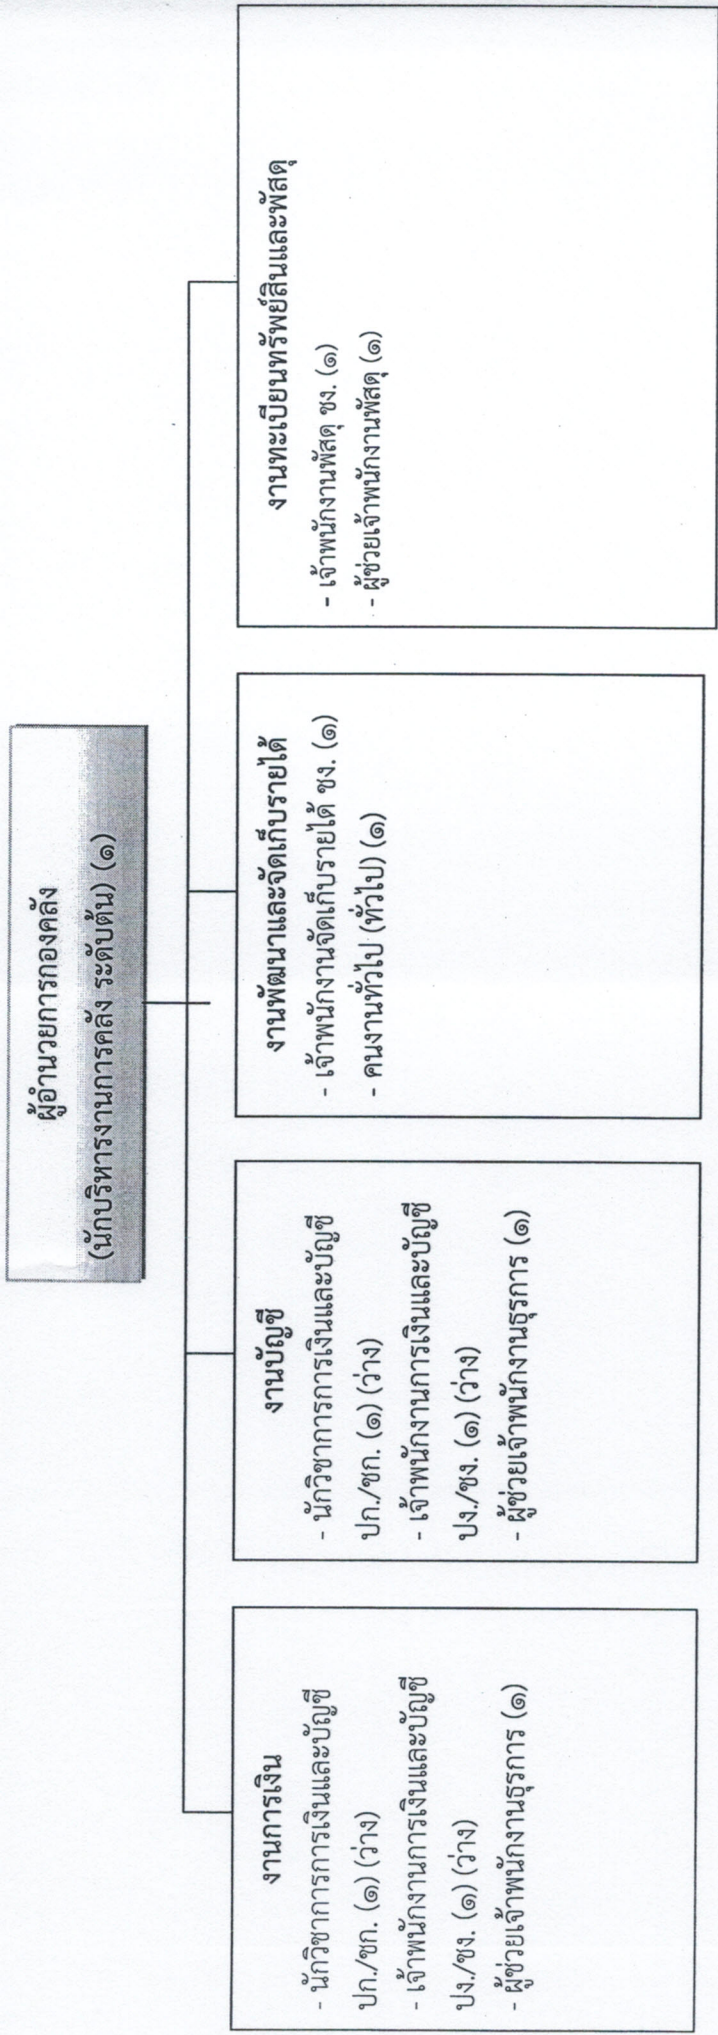 ผู้อำนวยการกองคลัง
(นักบริหารงานการคลัง ระดับต้น) (๑)
งานการเงิน
- นักวิชาการการเงินและบัญชี
ปก./ชก. (๑) (ว่าง)
- เจ้าพนักงานการเงินและบัญชี
ปง./ชง. (๑) (ว่าง)
- ผู้ช่วยเจ้าพนักงานธุรการ (๑)
งานบัญชี
- นักวิชาการการเงินและบัญชี
ปก./ชก. (๑) (ว่าง)
- เจ้าพนักงานการเงินและบัญชี
ปง./ชง. (๑) (ว่าง)
- ผู้ช่วยเจ้าพนักงานธุรการ (๑)
งานพัฒนาและจัดเก็บรายได้
- เจ้าพนักงานจัดเก็บรายได้ ชง. (๑)
- คนงานทั่วไป (ทั่วไป) (๑)
งานทะเบียนทรัพย์สินและพัสดุ
- เจ้าพนักงานพัสดุ ชง. (๑)
- ผู้ช่วยเจ้าพนักงานพัสดุ (๑)